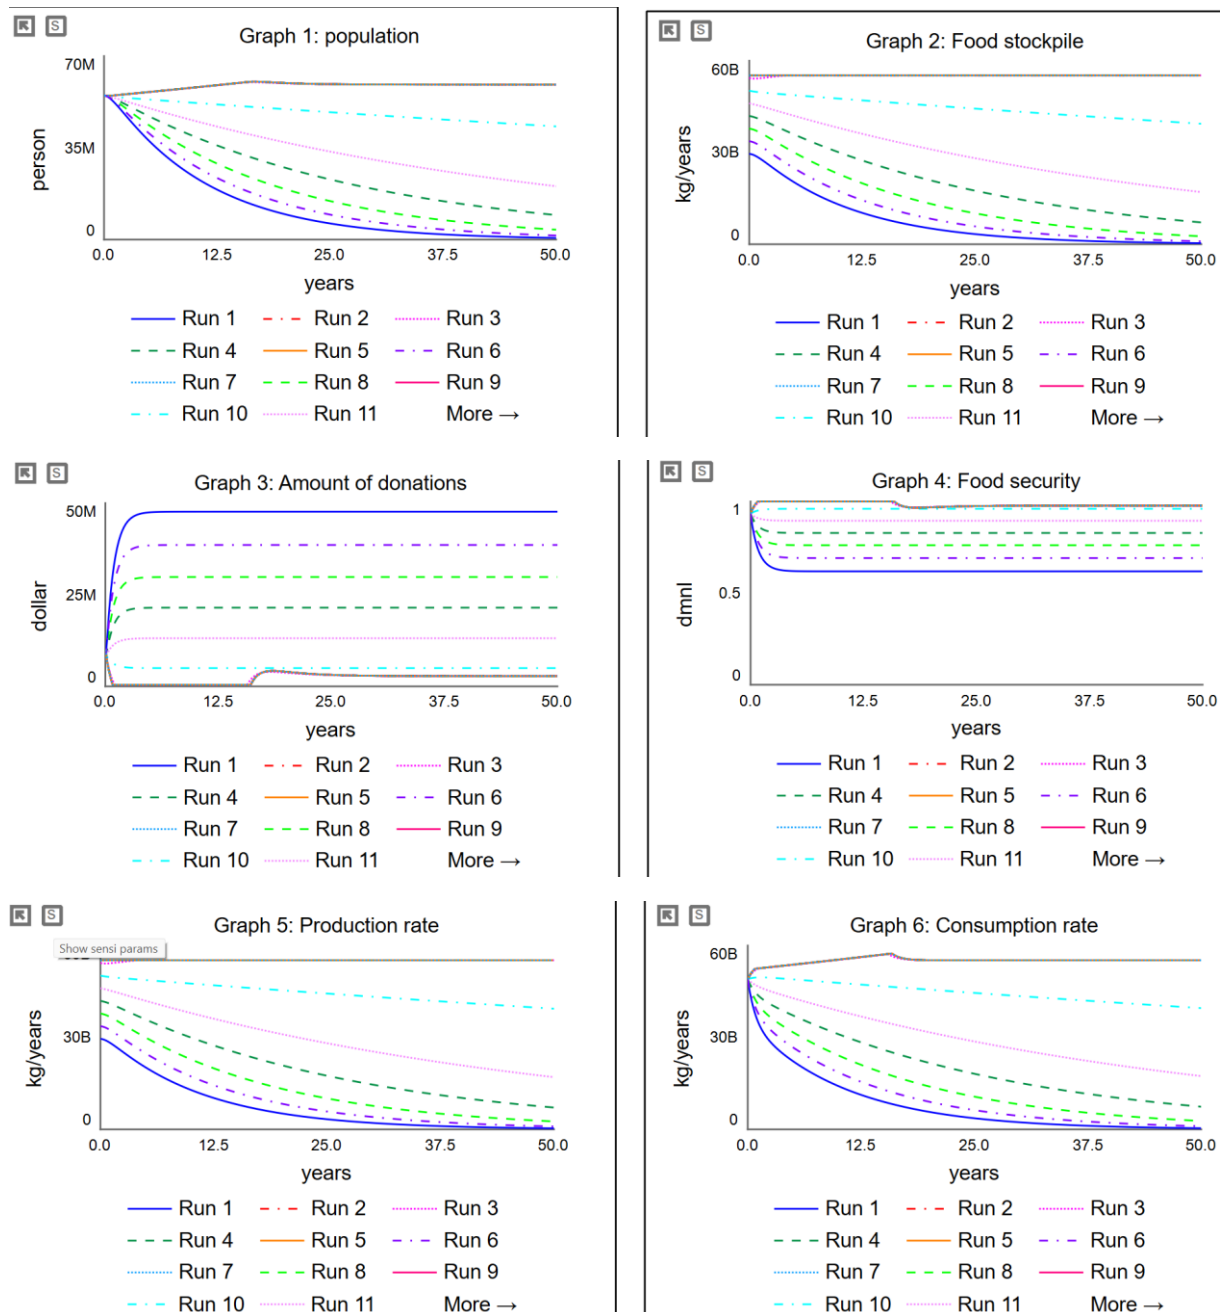 S
Graph 1: population
70M
35M
0
person
0.0 12.5 25.0 37.5 50.0
years
Run 1 Run 2 Run 3
Run 4 Run 5 Run 6
Run 7 Run 8 Run 9
Run 10 Run 11 More →
S
Graph 2: Food stockpile
60B
30B
0
kg/years
0.0 12.5 25.0 37.5 50.0
years
Run 1 Run 2 Run 3
Run 4 Run 5 Run 6
Run 7 Run 8 Run 9
Run 10 Run 11 More →
S
Graph 3: Amount of donations
50M
25M
0
dollar
0.0 12.5 25.0 37.5 50.0
years
Run 1 Run 2 Run 3
Run 4 Run 5 Run 6
Run 7 Run 8 Run 9
Run 10 Run 11 More →
S
Graph 4: Food security
1
0.5
0
dmnl
0.0 12.5 25.0 37.5 50.0
years
Run 1 Run 2 Run 3
Run 4 Run 5 Run 6
Run 7 Run 8 Run 9
Run 10 Run 11 More →
S
Graph 5: Production rate
Show sensi params
30B
0
kg/years
0.0 12.5 25.0 37.5 50.0
years
Run 1 Run 2 Run 3
Run 4 Run 5 Run 6
Run 7 Run 8 Run 9
Run 10 Run 11 More →
S
Graph 6: Consumption rate
60B
30B
0
kg/years
0.0 12.5 25.0 37.5 50.0
years
Run 1 Run 2 Run 3
Run 4 Run 5 Run 6
Run 7 Run 8 Run 9
Run 10 Run 11 More →